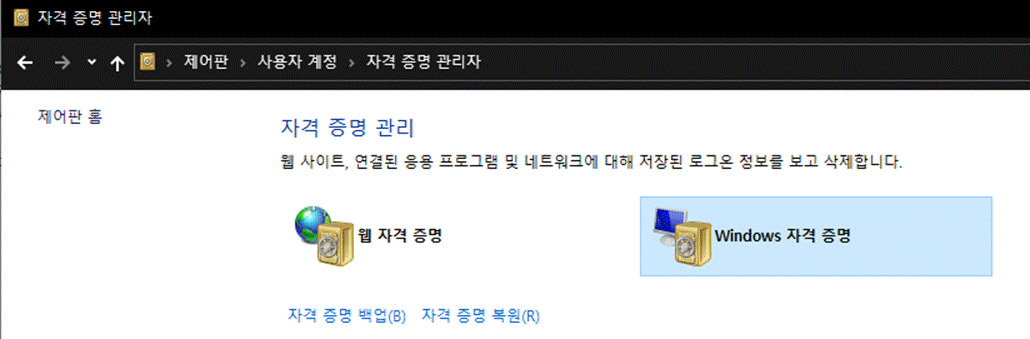 자격 증명 관리자
제어판 › 사용자 계정 › 자격 증명 관리자
제어판 홈
자격 증명 관리
웹 사이트, 연결된 응용 프로그램 및 네트워크에 대해 저장된 로그온 정보를 보고 삭제합니다.
웹 자격 증명
Windows 자격 증명
자격 증명 백업(B) 자격 증명 복원(R)